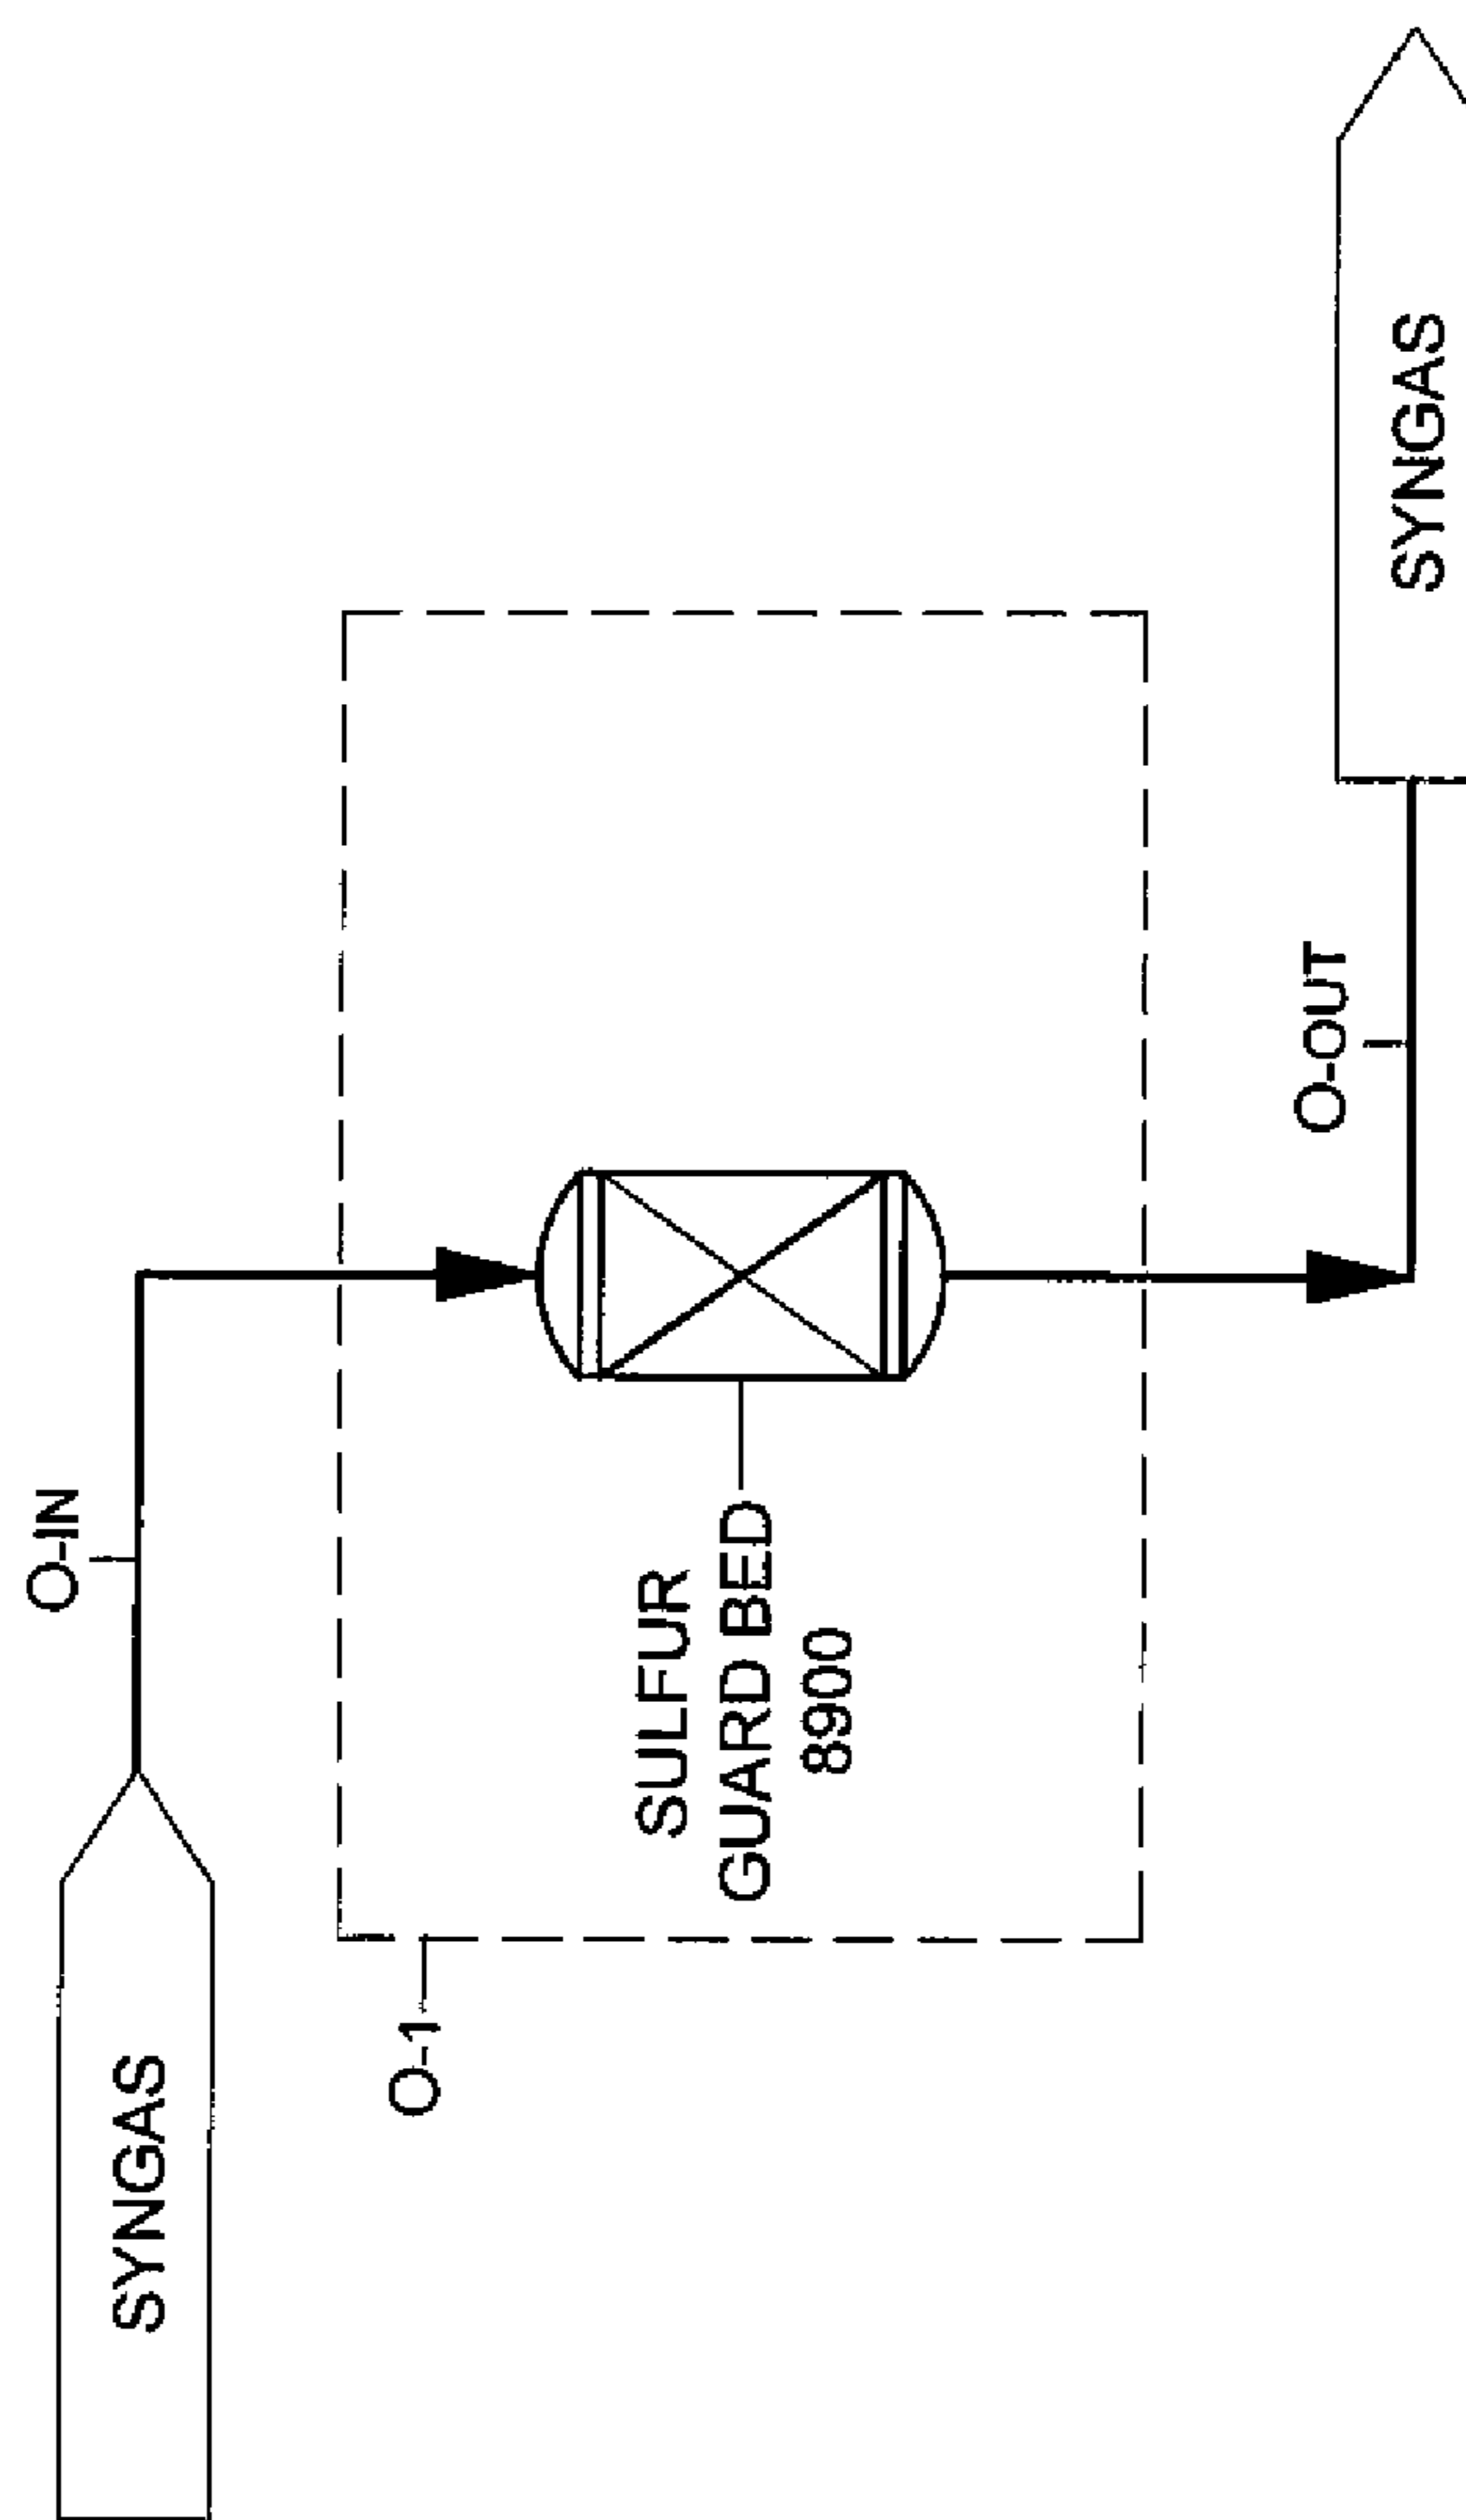 SYNGAS
O-IN
O-1
SULFUR
GUARD BED
8900
O-OUT
SYNGAS